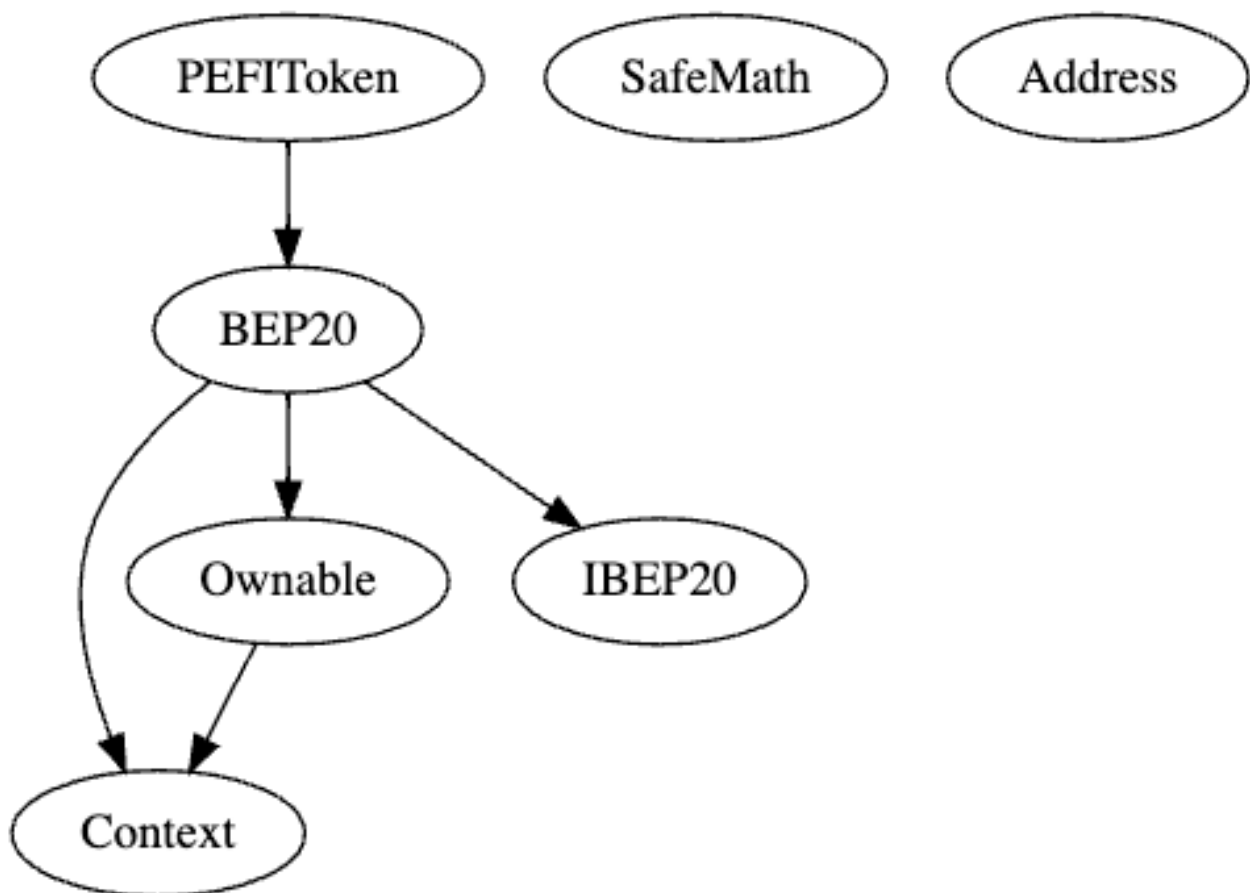 PEFIToken
SafeMath
Address
BEP20
Ownable
IBEP20
Context